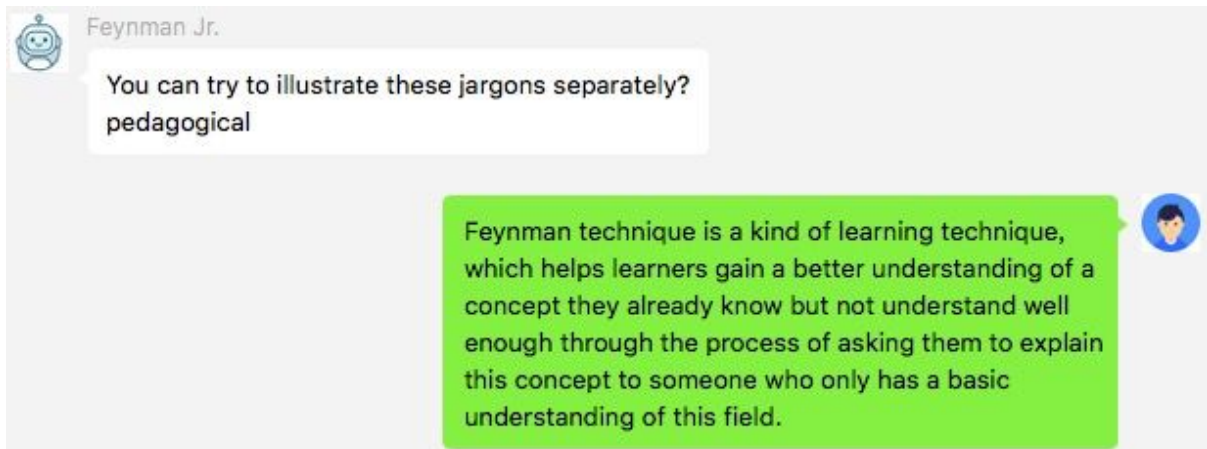 Feynman Jr.
You can try to illustrate these jargons separately?
pedagogical
Feynman technique is a kind of learning technique,
which helps learners gain a better understanding of a
concept they already know but not understand well
enough through the process of asking them to explain
this concept to someone who only has a basic
understanding of this field.